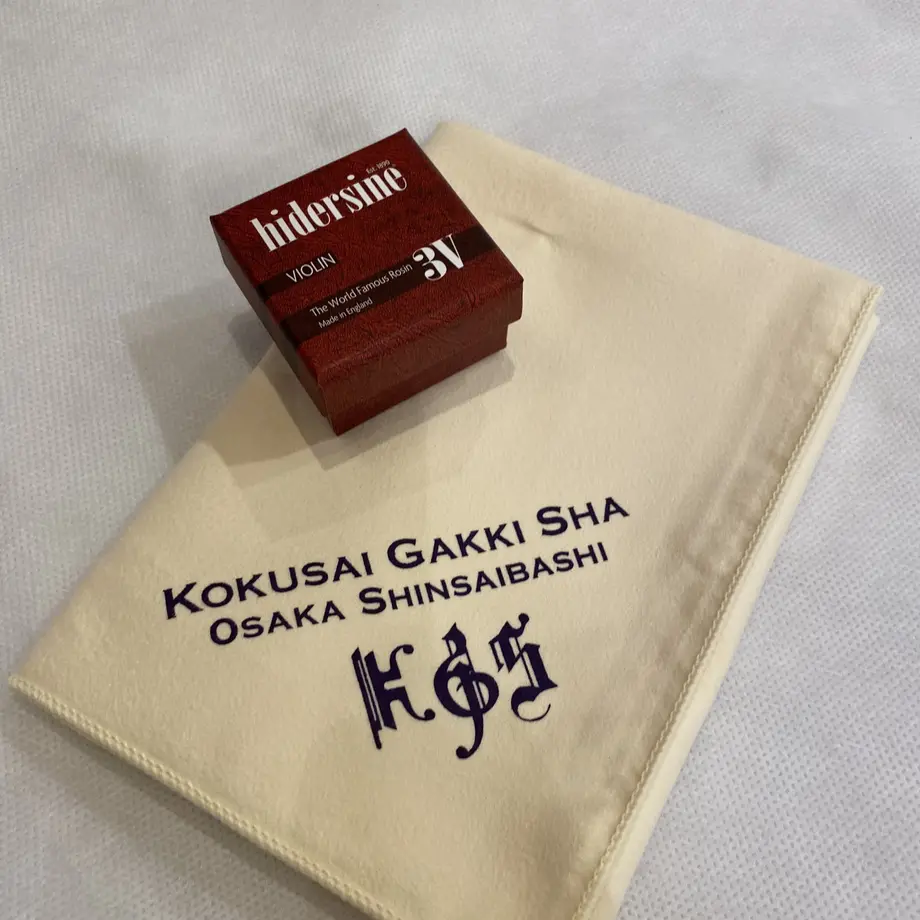 Est. 1890
hidersine
VIOLIN
3V
The World Famous Rosin
Made in England
KOKUSAI GAKKI SHA
OSAKA SHINSAIBASHI
KGS